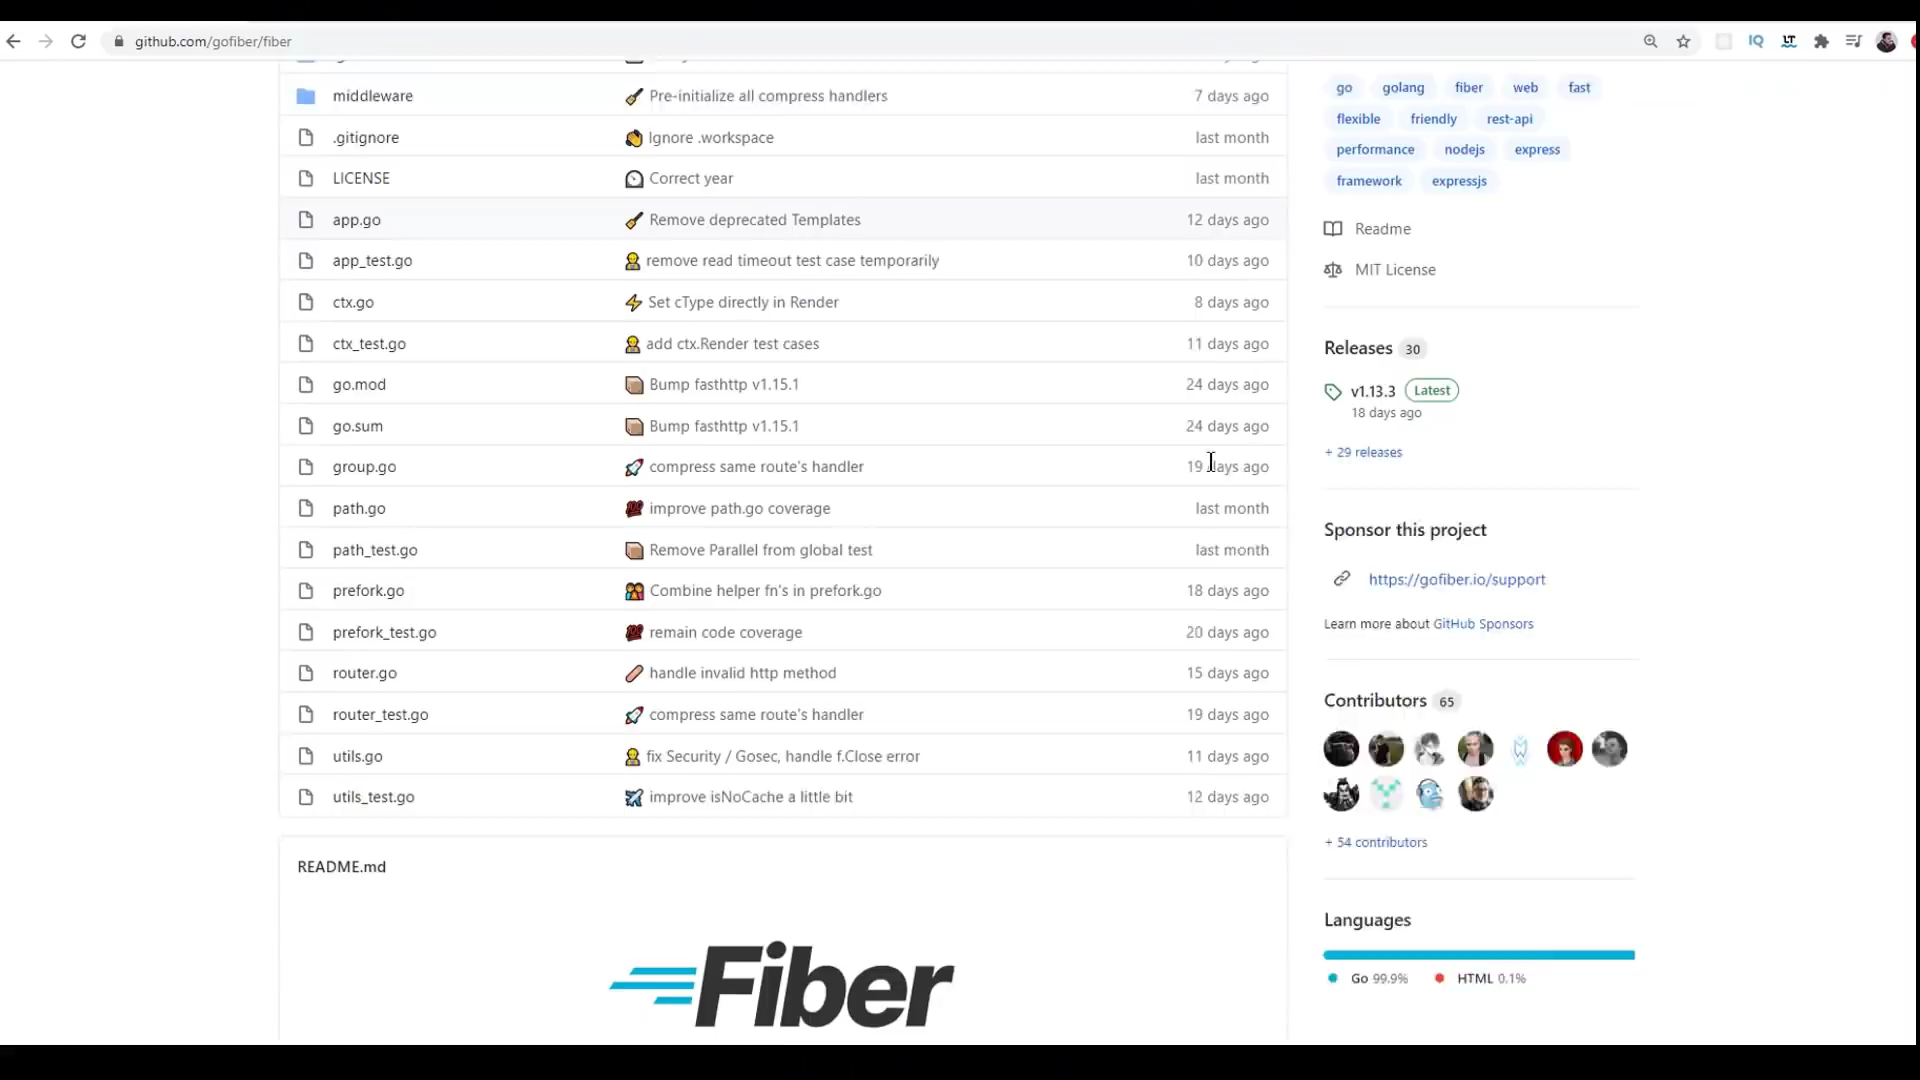 github.com/gofiber/fiber
IQ
LT
middleware Pre-initialize all compress handlers 7 days ago
.gitignore Ignore .workspace last month
LICENSE Correct year last month
app.go Remove deprecated Templates 12 days ago
app_test.go remove read timeout test case temporarily 10 days ago
ctx.go Set cType directly in Render 8 days ago
ctx_test.go add ctx.Render test cases 11 days ago
go.mod Bump fasthttp v1.15.1 24 days ago
go.sum Bump fasthttp v1.15.1 24 days ago
group.go compress same route's handler 19 days ago
path.go improve path.go coverage last month
path_test.go Remove Parallel from global test last month
prefork.go Combine helper fn's in prefork.go 18 days ago
prefork_test.go remain code coverage 20 days ago
router.go handle invalid http method 15 days ago
router_test.go compress same route's handler 19 days ago
utils.go fix Security / Gosec, handle f.Close error 11 days ago
utils_test.go improve isNoCache a little bit 12 days ago
README.md
Fiber
go golang fiber web fast
flexible friendly rest-api
performance nodejs express
framework expressjs
Readme
MIT License
Releases 30
v1.13.3 Latest
18 days ago
+ 29 releases
Sponsor this project
https://gofiber.io/support
Learn more about GitHub Sponsors
Contributors 65
+ 54 contributors
Languages
Go 99.9% HTML 0.1%